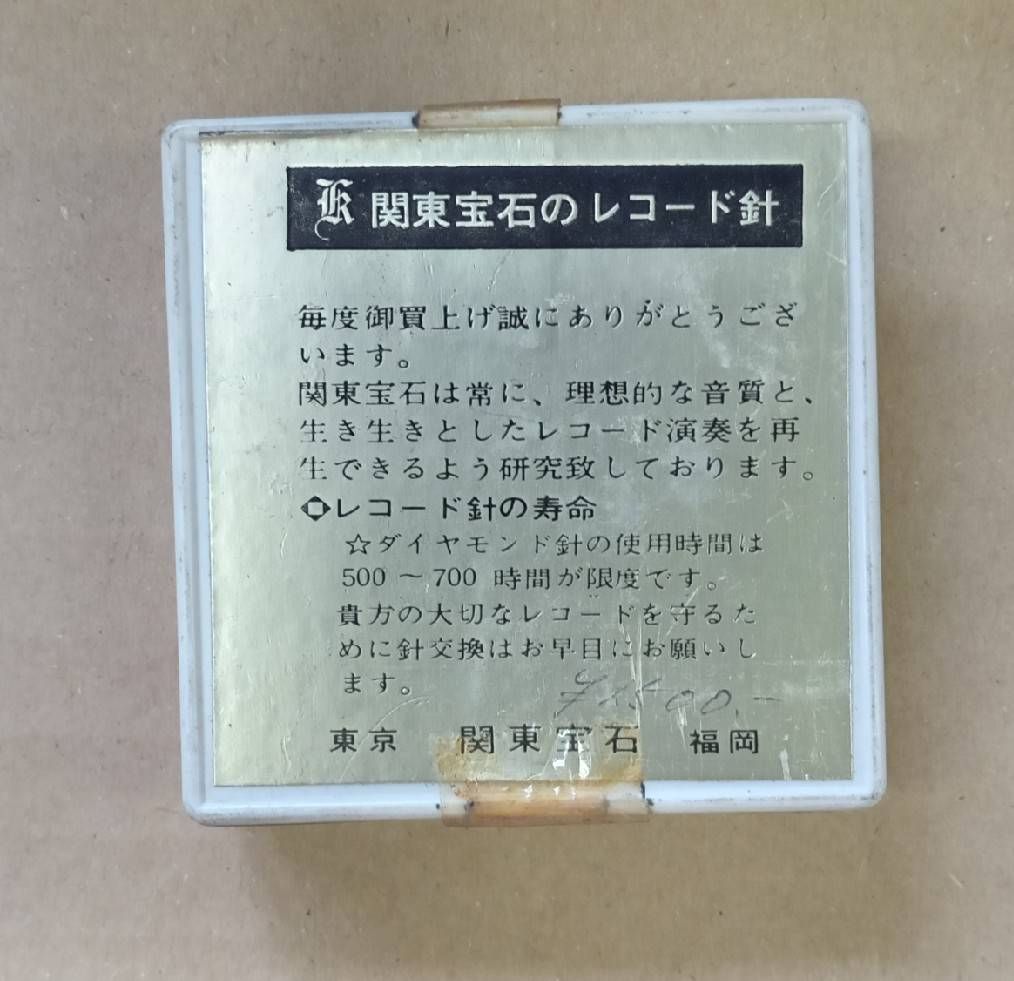 K 関東宝石のレコード針
毎度御買上げ誠にありがとうござ
います。
関東宝石は常に、理想的な音質と、
生き生きとしたレコード演奏を再
生できるよう研究致しております。
◇レコード針の寿命
☆ダイヤモンド針の使用時間は
500〜700 時間が限度です。
貴方の大切なレコードを守るた
めに針交換はお早目にお願いし
ます。
東京 関東宝石 福岡